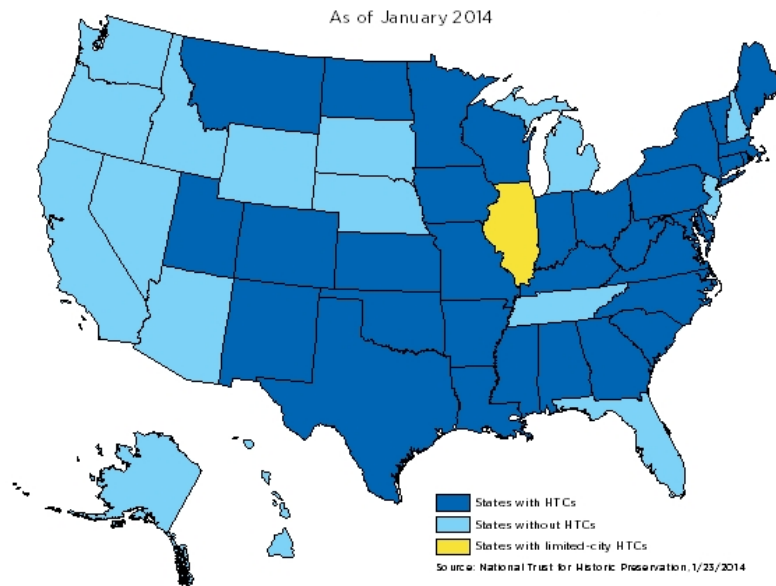 As of January 2014
States with HTCs
States without HTCs
States with limited-city HTCs
Source: National Trust for Historic Preservation, 1/23/2014